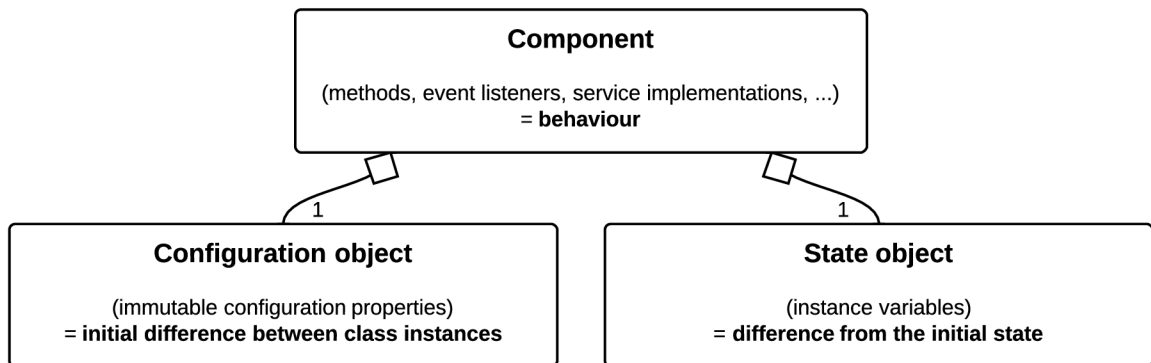 Component
(methods, event listeners, service implementations, ...)
= behaviour
1
1
Configuration object
(immutable configuration properties)
= initial difference between class instances
State object
(instance variables)
= difference from the initial state